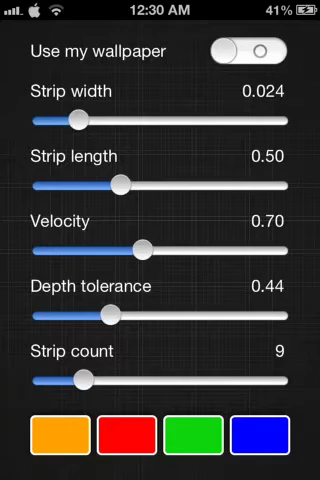 12:30 AM 41%
Use my wallpaper
Strip width 0.024
Strip length 0.50
Velocity 0.70
Depth tolerance 0.44
Strip count 9